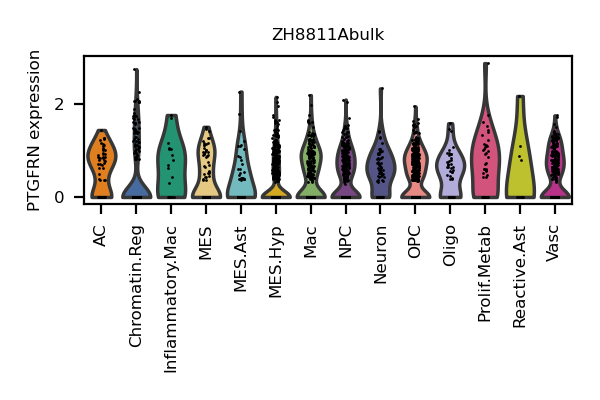 ZH8811Abulk
PTGFRN expression
2
0
AC
Chromatin.Reg
Inflammatory.Mac
MES
MES.Ast
MES.Hyp
Mac
NPC
Neuron
OPC
Oligo
Prolif.Metab
Reactive.Ast
Vasc